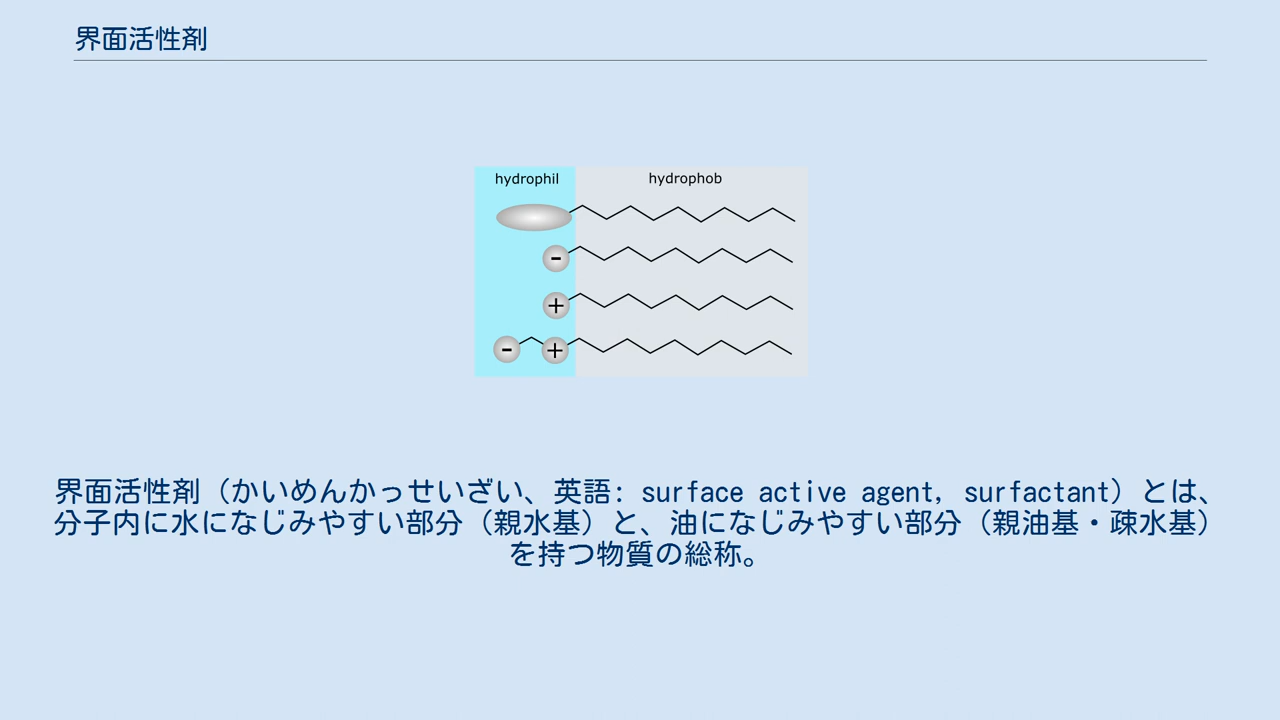 界面活性剤
hydrophil hydrophob
-
+
- +
界面活性剤（かいめんかっせいざい、英語: surface active agent, surfactant）とは、
分子内に水になじみやすい部分（親水基）と、油になじみやすい部分（親油基・疎水基）
を持つ物質の総称。